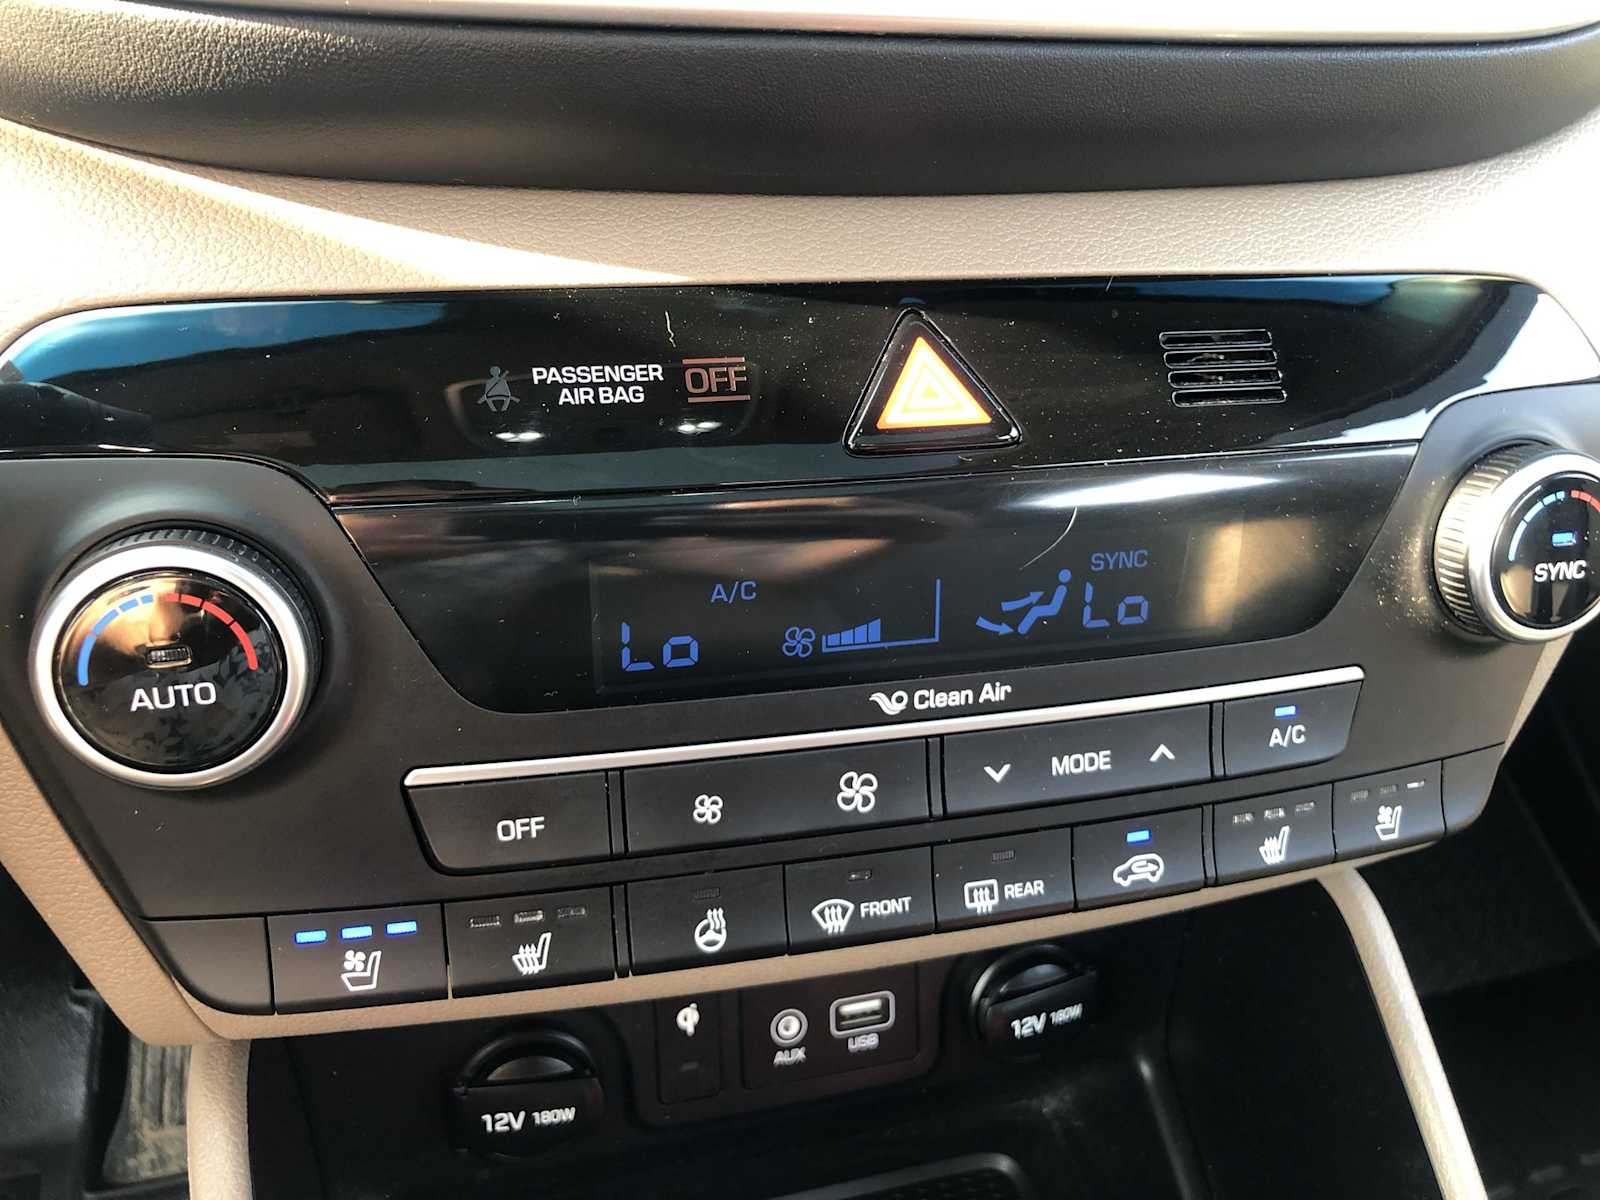 PASSENGER
AIR BAG
OFF
A/C
SYNC
Lo
Lo
AUTO
SYNC
Clean Air
OFF
MODE
A/C
FRONT
REAR
AUX
USB
12V 180W
12V 180W